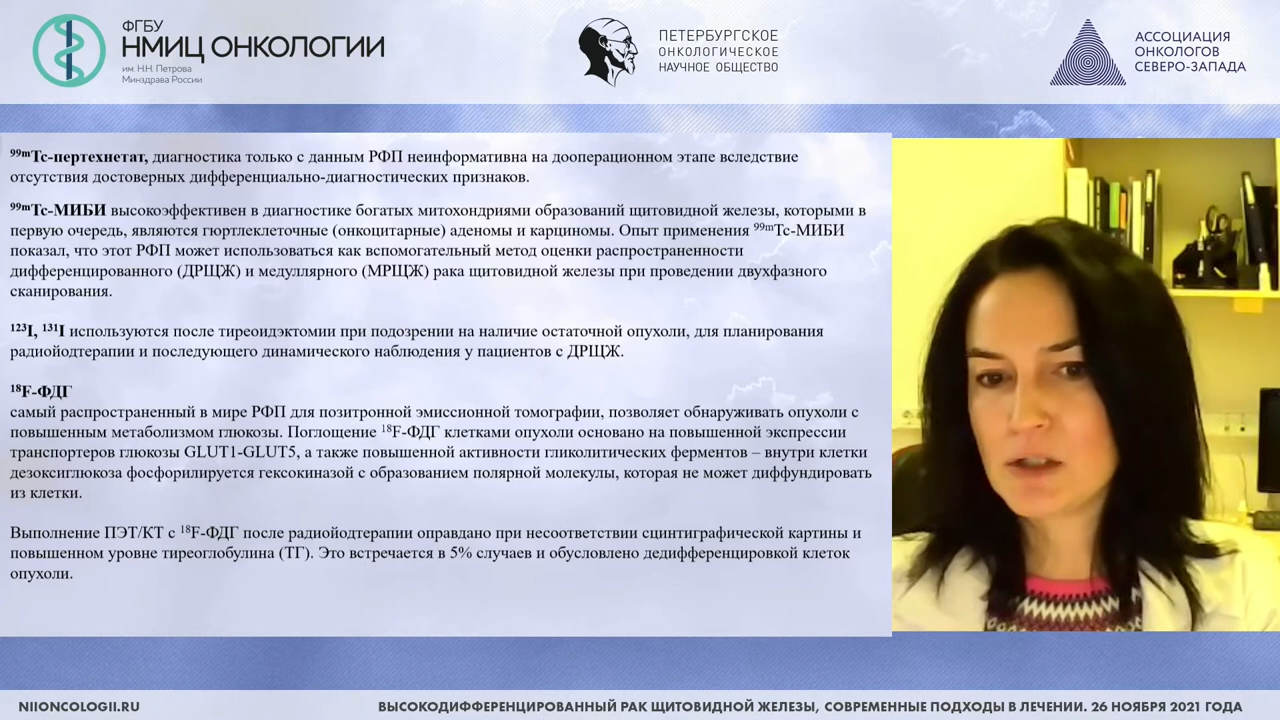 ФГБУ
НМИЦ ОНКОЛОГИИ
им. Н.Н. Петрова
Минздрава России
ПЕТЕРБУРГСКОЕ
ОНКОЛОГИЧЕСКОЕ
НАУЧНОЕ ОБЩЕСТВО
АССОЦИАЦИЯ
ОНКОЛОГОВ
СЕВЕРО-ЗАПАДА
⁹⁹ᵐТс-пертехнетат, диагностика только с данным РФП неинформативна на дооперационном этапе вследствие
отсутствия достоверных дифференциально-диагностических признаков.
⁹⁹ᵐТс-МИБИ высокоэффективен в диагностике богатых митохондриями образований щитовидной железы, которыми в
первую очередь, являются гюртлеклеточные (онкоцитарные) аденомы и карциномы. Опыт применения ⁹⁹ᵐТс-МИБИ
показал, что этот РФП может использоваться как вспомогательный метод оценки распространенности
дифференцированного (ДРЩЖ) и медуллярного (МРЩЖ) рака щитовидной железы при проведении двухфазного
сканирования.
¹²³I, ¹³¹I используются после тиреоидэктомии при подозрении на наличие остаточной опухоли, для планирования
радиойодтерапии и последующего динамического наблюдения у пациентов с ДРЩЖ.
¹⁸F-ФДГ
самый распространенный в мире РФП для позитронной эмиссионной томографии, позволяет обнаруживать опухоли с
повышенным метаболизмом глюкозы. Поглощение ¹⁸F-ФДГ клетками опухоли основано на повышенной экспрессии
транспортеров глюкозы GLUT1-GLUT5, а также повышенной активности гликолитических ферментов – внутри клетки
дезоксиглюкоза фосфорилируется гексокиназой с образованием полярной молекулы, которая не может диффундировать
из клетки.
Выполнение ПЭТ/КТ с ¹⁸F-ФДГ после радиойодтерапии оправдано при несоответствии сцинтиграфической картины и
повышенном уровне тиреоглобулина (ТГ). Это встречается в 5% случаев и обусловлено дедифференцировкой клеток
опухоли.
NIIONCOLOGII.RU
ВЫСОКОДИФФЕРЕНЦИРОВАННЫЙ РАК ЩИТОВИДНОЙ ЖЕЛЕЗЫ, СОВРЕМЕННЫЕ ПОДХОДЫ В ЛЕЧЕНИИ. 26 НОЯБРЯ 2021 ГОДА